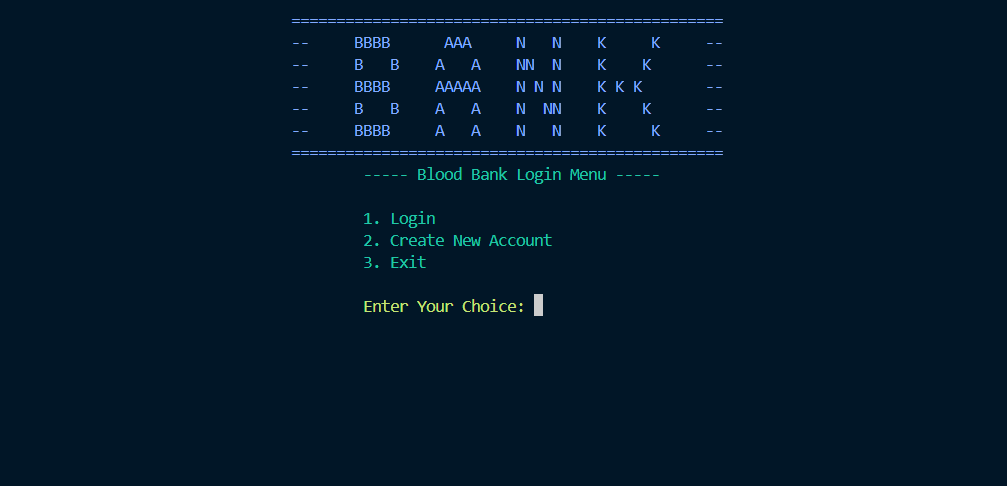 ================================================
--     BBBB      AAA     N   N    K     K     --
--     B   B    A   A    NN  N    K    K      --
--     BBBB     AAAAA    N N N    K K K       --
--     B   B    A   A    N  NN    K    K      --
--     BBBB     A   A    N   N    K     K     --
================================================
----- Blood Bank Login Menu -----
1. Login
2. Create New Account
3. Exit
Enter Your Choice: